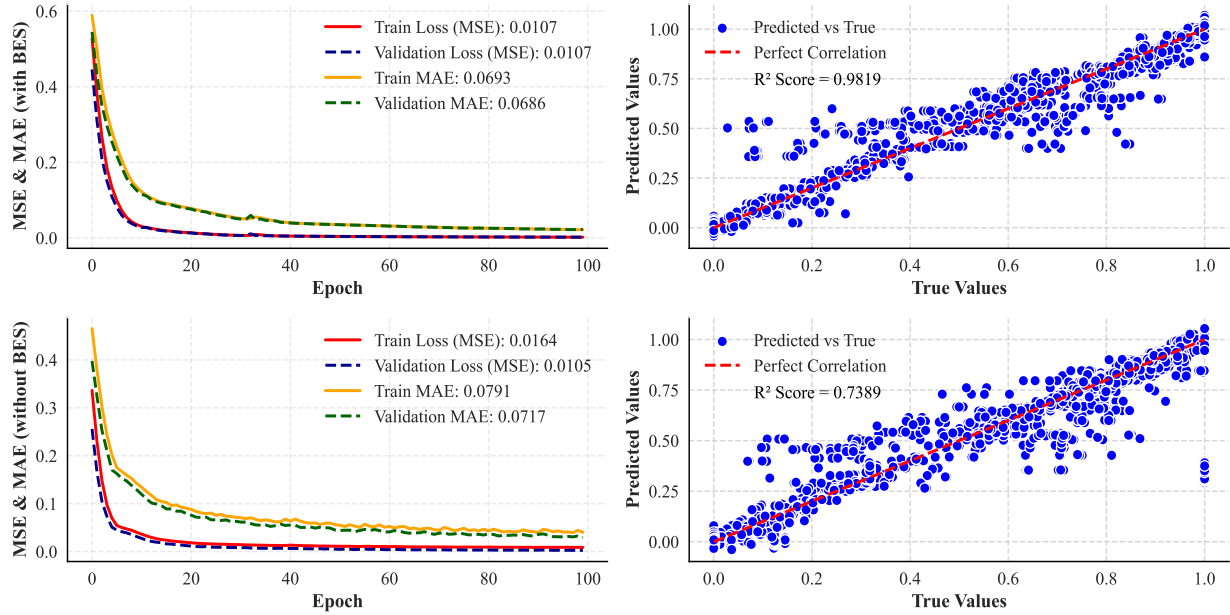 MSE & MAE (with BES)
0.6
0.4
0.2
0.0
Train Loss (MSE): 0.0107
Validation Loss (MSE): 0.0107
Train MAE: 0.0693
Validation MAE: 0.0686
0 20 40 60 80 100
Epoch
Predicted Values
1.00
0.75
0.50
0.25
0.00
Predicted vs True
Perfect Correlation
R² Score = 0.9819
0.0 0.2 0.4 0.6 0.8 1.0
True Values
MSE & MAE (without BES)
0.4
0.3
0.2
0.1
0.0
Train Loss (MSE): 0.0164
Validation Loss (MSE): 0.0105
Train MAE: 0.0791
Validation MAE: 0.0717
0 20 40 60 80 100
Epoch
Predicted Values
1.00
0.75
0.50
0.25
0.00
Predicted vs True
Perfect Correlation
R² Score = 0.7389
0.0 0.2 0.4 0.6 0.8 1.0
True Values